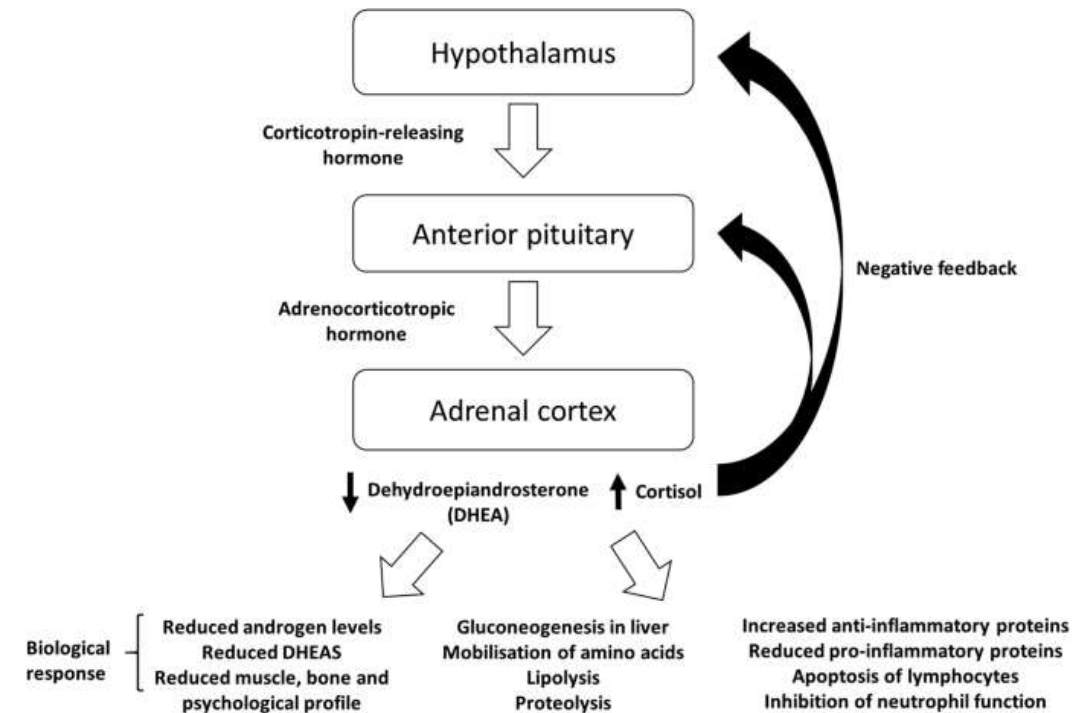 Hypothalamus
Corticotropin-releasing
hormone
Anterior pituitary
Negative feedback
Adrenocorticotropic
hormone
Adrenal cortex
Dehydroepiandrosterone
(DHEA)
Cortisol
Biological
response
Reduced androgen levels
Reduced DHEAS
Reduced muscle, bone and
psychological profile
Gluconeogenesis in liver
Mobilisation of amino acids
Lipolysis
Proteolysis
Increased anti-inflammatory proteins
Reduced pro-inflammatory proteins
Apoptosis of lymphocytes
Inhibition of neutrophil function